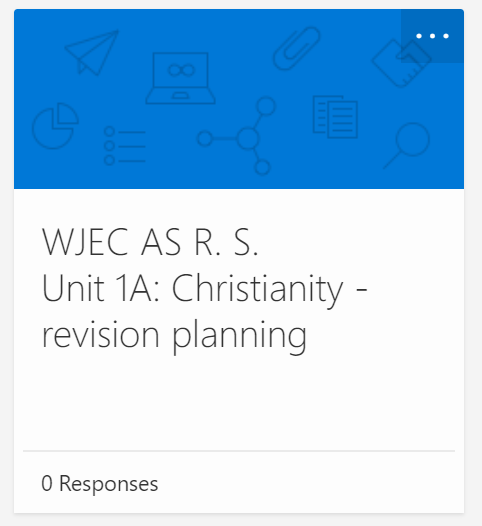 WJEC AS R. S.
Unit 1A: Christianity -
revision planning
0 Responses